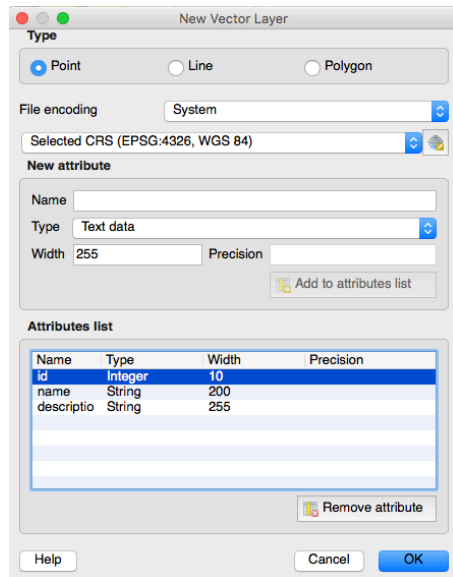 New Vector Layer
Type
Point Line Polygon
File encoding System
Selected CRS (EPSG:4326, WGS 84)
New attribute
Name
Type Text data
Width 255 Precision
Add to attributes list
Attributes list
Name Type Width Precision
id Integer 10
name String 200
descriptio String 255
Remove attribute
Help Cancel OK